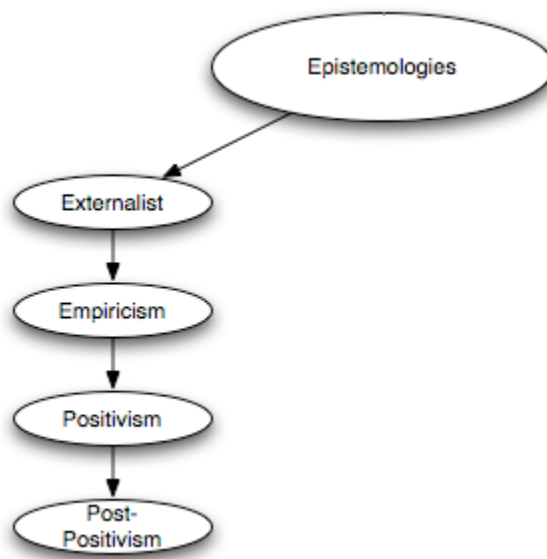 Epistemologies
Externalist
Empiricism
Positivism
Post-
Positivism